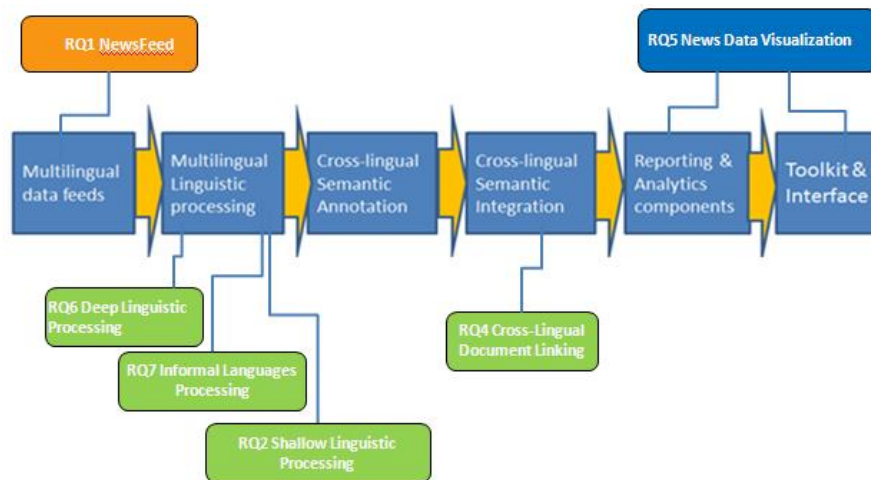 RQ1 NewsFeed
RQ5 News Data Visualization
Multilingual
data feeds
Multilingual
Linguistic
processing
Cross-lingual
Semantic
Annotation
Cross-lingual
Semantic
Integration
Reporting &
Analytics
components
Toolkit &
Interface
RQ6 Deep Linguistic
Processing
RQ7 Informal Languages
Processing
RQ2 Shallow Linguistic
Processing
RQ4 Cross-Lingual
Document Linking